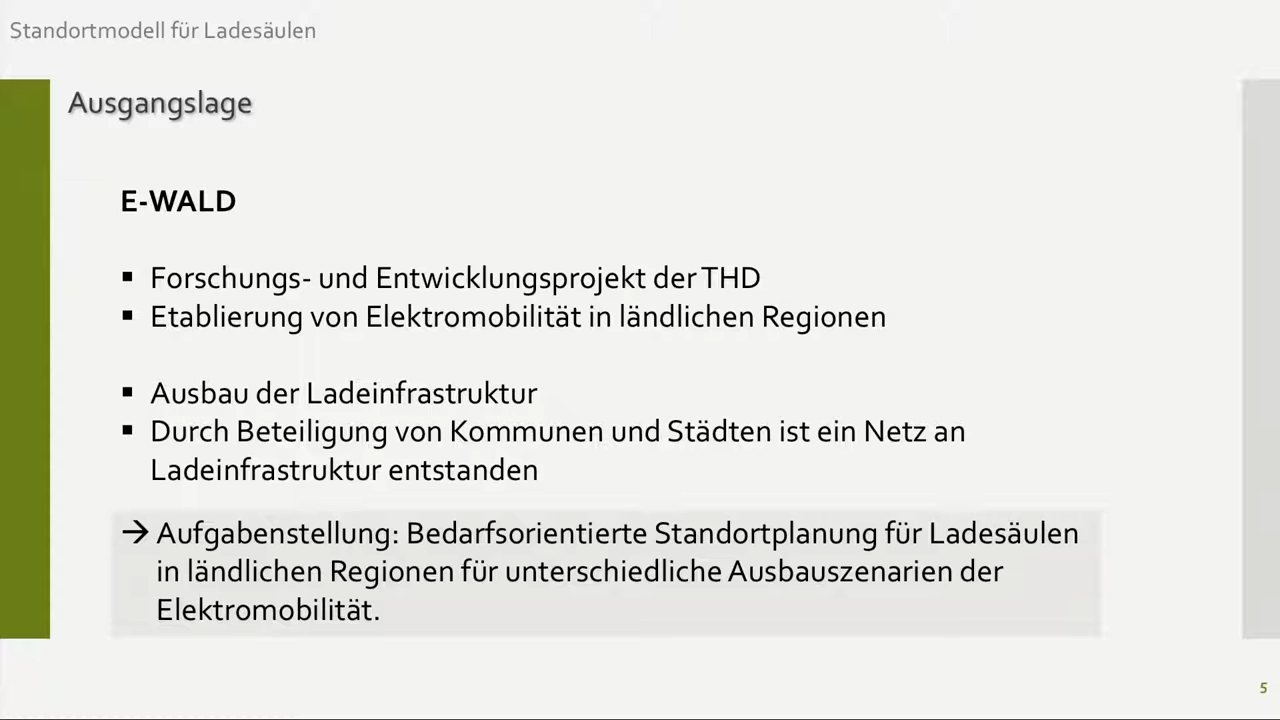 Standortmodell für Ladesäulen
Ausgangslage
E-WALD
▪ Forschungs- und Entwicklungsprojekt der THD
▪ Etablierung von Elektromobilität in ländlichen Regionen
▪ Ausbau der Ladeinfrastruktur
▪ Durch Beteiligung von Kommunen und Städten ist ein Netz an
Ladeinfrastruktur entstanden
→ Aufgabenstellung: Bedarfsorientierte Standortplanung für Ladesäulen
in ländlichen Regionen für unterschiedliche Ausbauszenarien der
Elektromobilität.
5